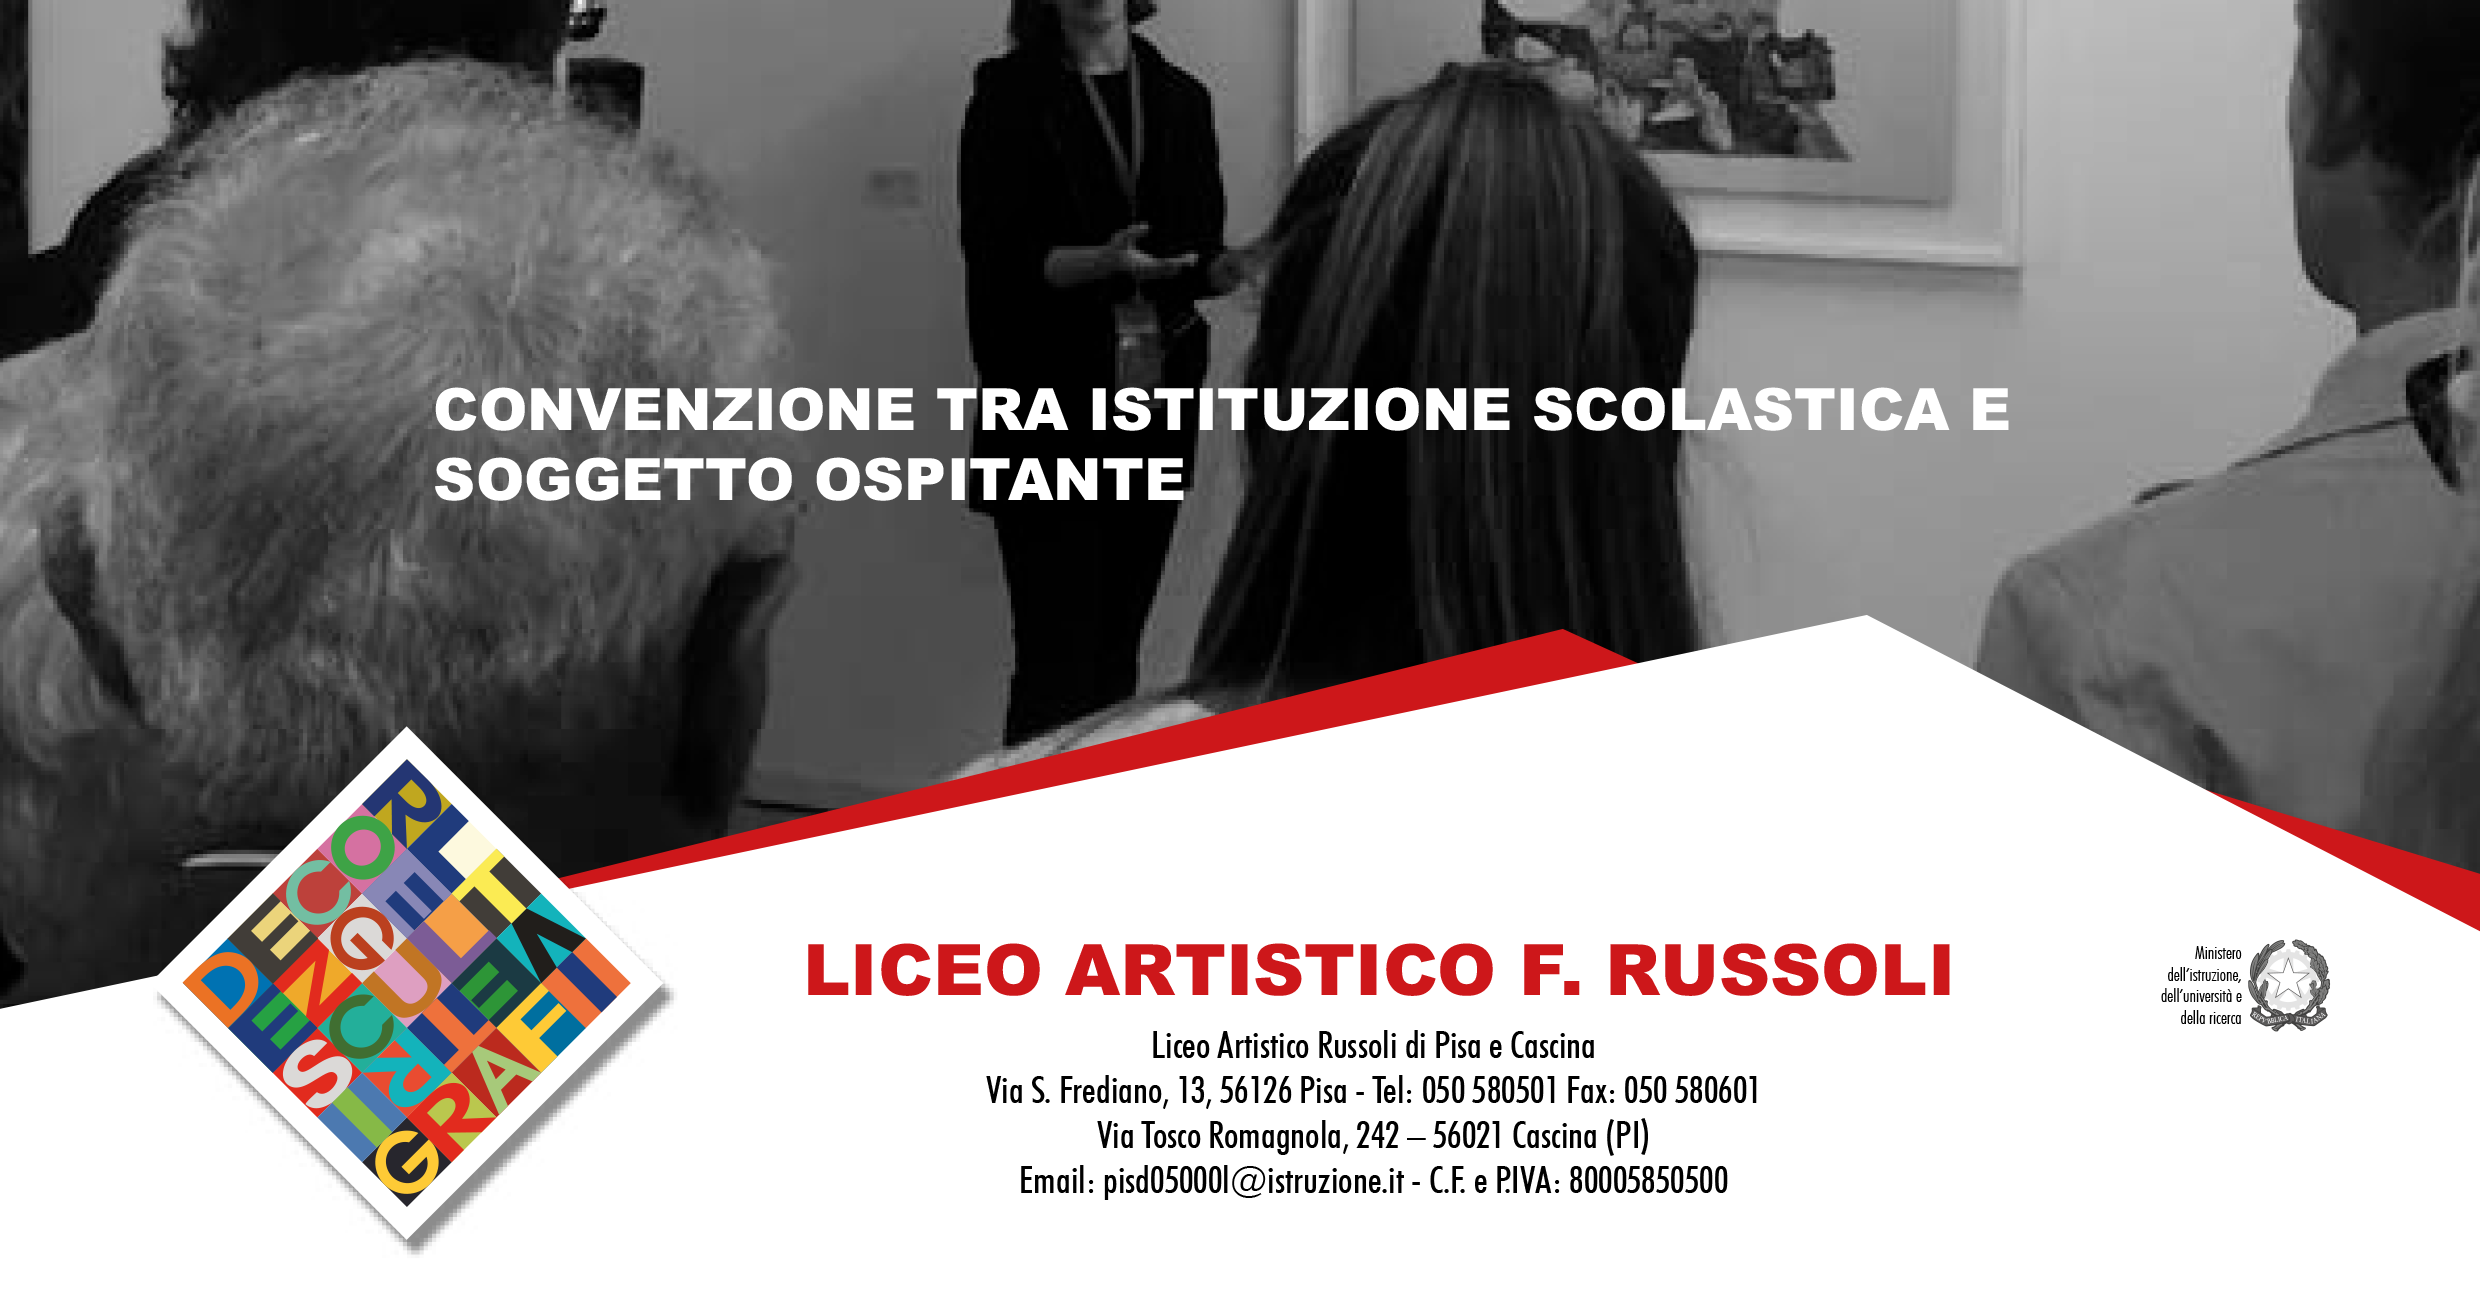 CONVENZIONE TRA ISTITUZIONE SCOLASTICA E
SOGGETTO OSPITANTE
LICEO ARTISTICO F. RUSSOLI
Liceo Artistico Russoli di Pisa e Cascina
Via S. Frediano, 13, 56126 Pisa - Tel: 050 580501 Fax: 050 580601
Via Tosco Romagnola, 242 – 56021 Cascina (PI)
Email: pisd05000l@istruzione.it - C.F. e P.IVA: 80005850500
Ministero
dell'istruzione,
dell'università e
della ricerca
REPVBBLICA ITALIANA